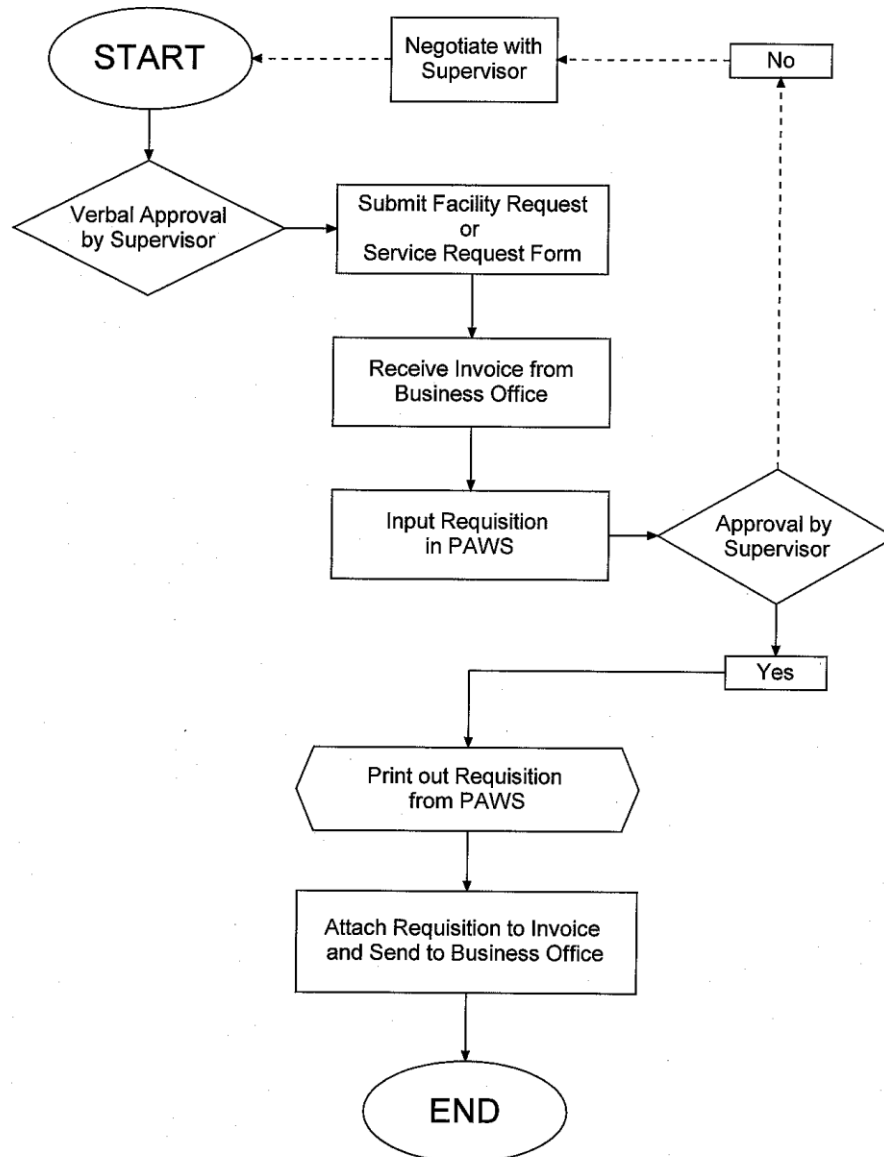 START
Negotiate with
Supervisor
No
Verbal Approval
by Supervisor
Submit Facility Request
or
Service Request Form
Receive Invoice from
Business Office
Input Requisition
in PAWS
Approval by
Supervisor
Yes
Print out Requisition
from PAWS
Attach Requisition to Invoice
and Send to Business Office
END